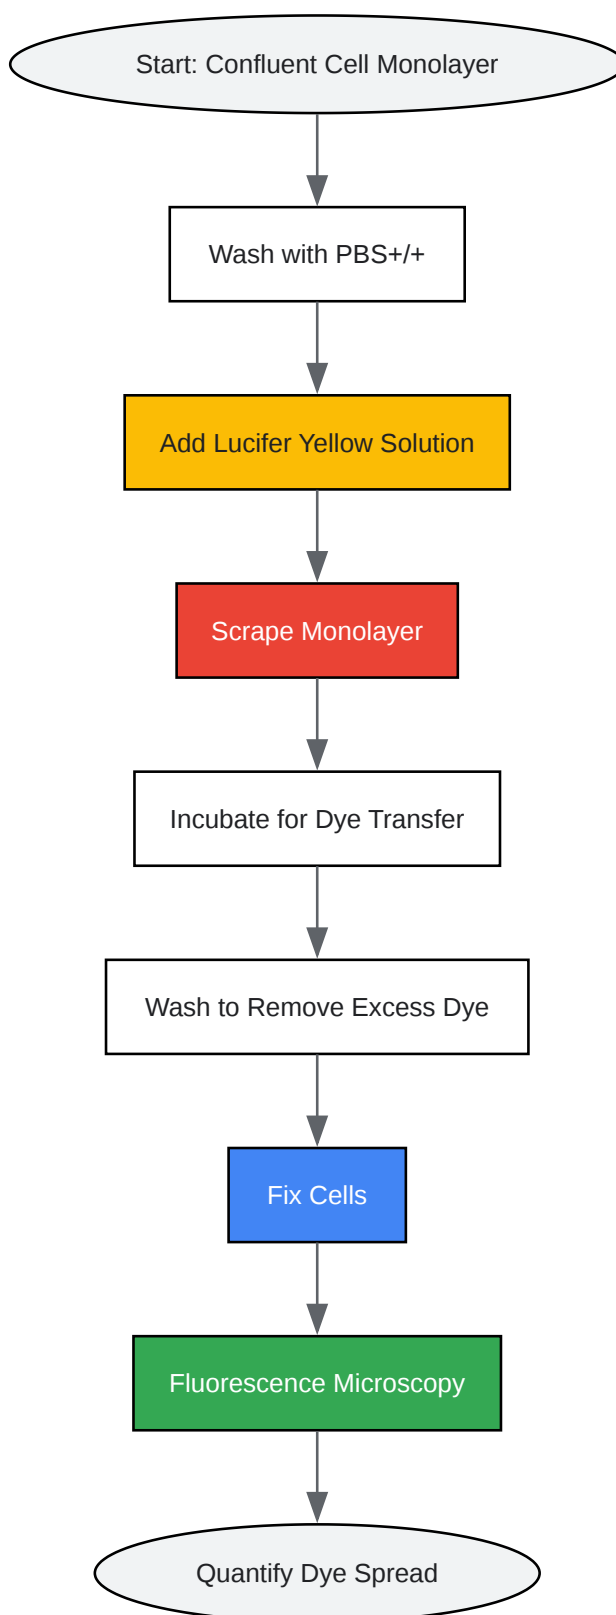 Start: Confluent Cell Monolayer
Wash with PBS+/+
Add Lucifer Yellow Solution
Scrape Monolayer
Incubate for Dye Transfer
Wash to Remove Excess Dye
Fix Cells
Fluorescence Microscopy
Quantify Dye Spread